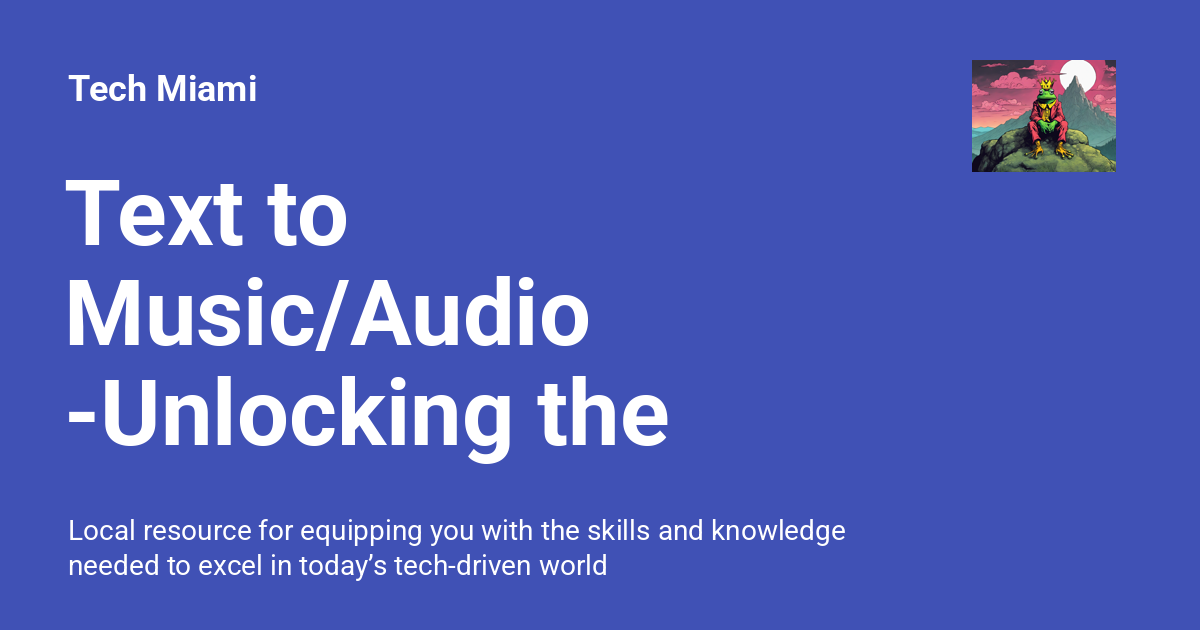 Tech Miami
Text to
Music/Audio
-Unlocking the
Local resource for equipping you with the skills and knowledge
needed to excel in today’s tech-driven world